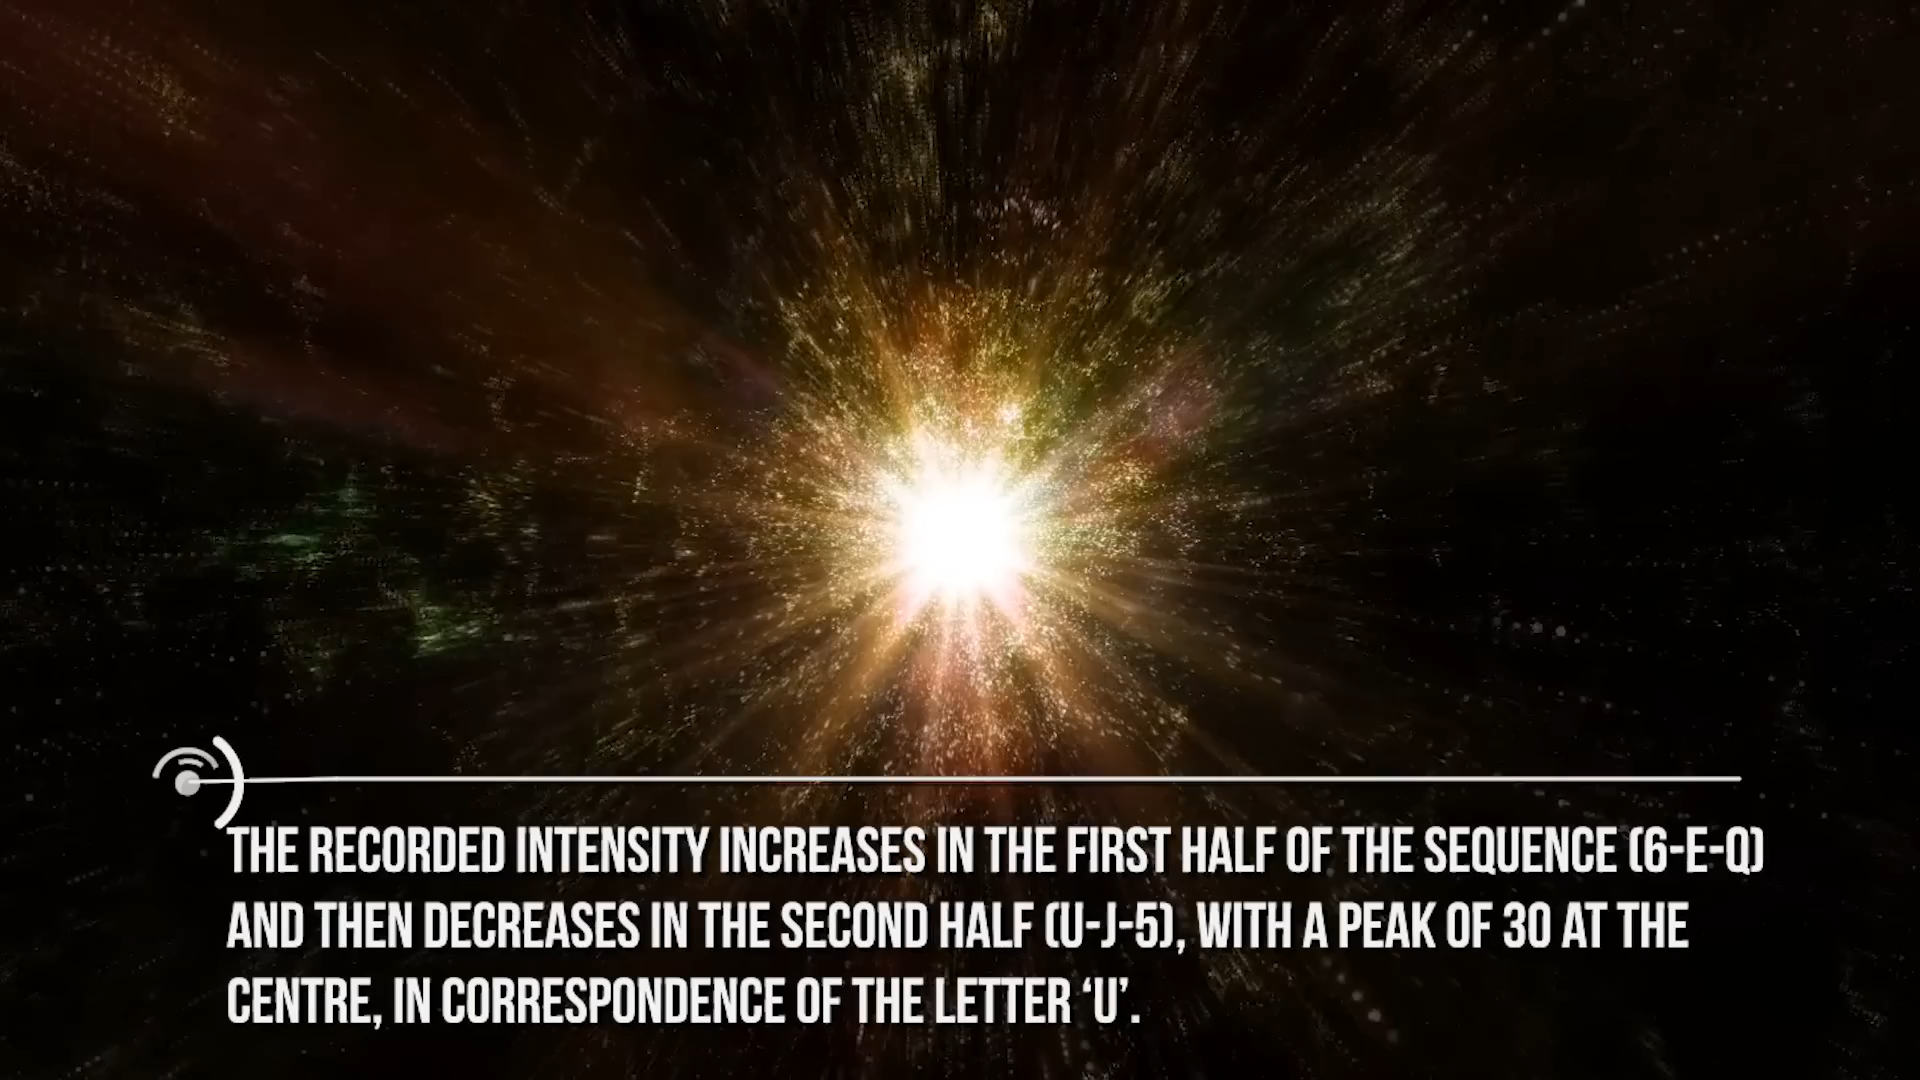 THE RECORDED INTENSITY INCREASES IN THE FIRST HALF OF THE SEQUENCE (6-E-Q)
AND THEN DECREASES IN THE SECOND HALF (U-J-5), WITH A PEAK OF 30 AT THE
CENTRE, IN CORRESPONDENCE OF THE LETTER ‘U’.